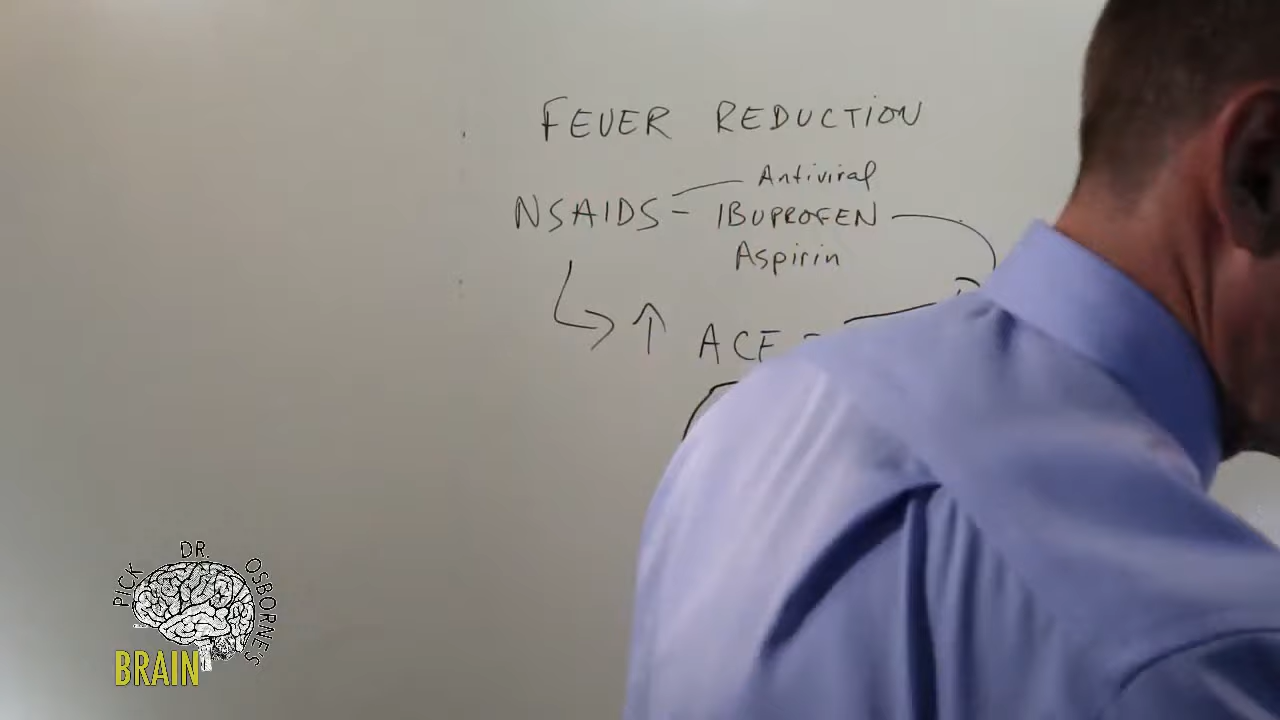 FEVER REDUCTION
Antiviral
NSAIDS - IBUPROFEN
Aspirin
↑ ACE
PICK DR. OSBORNE'S
BRAIN